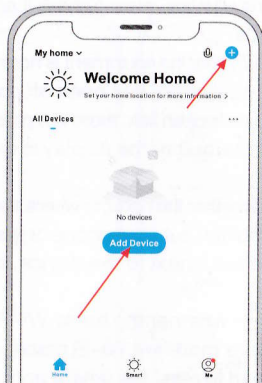 My home
Welcome Home
Set your home location for more information >
All Devices
...
No devices
Add Device
Home
Smart
Me